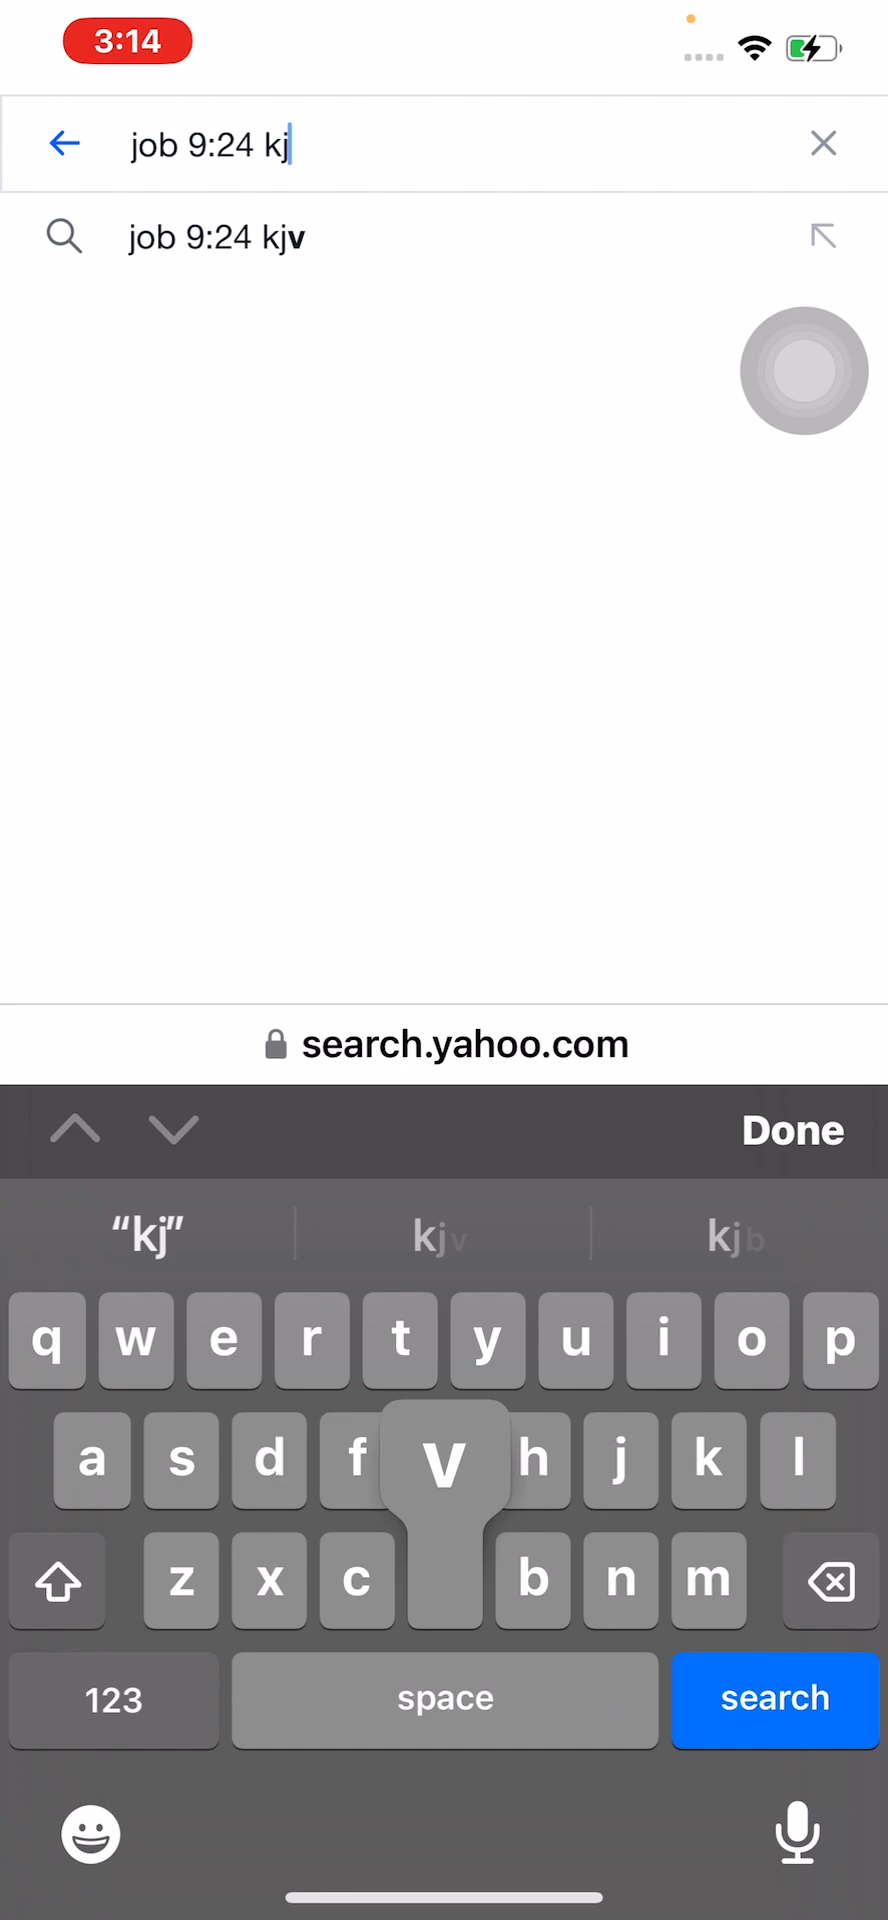 3:14
job 9:24 kj
job 9:24 kjv
search.yahoo.com
Done
“kj” kjv kjb
q w e r t y u i o p
a s d f v h j k l
z x c b n m
123 space search